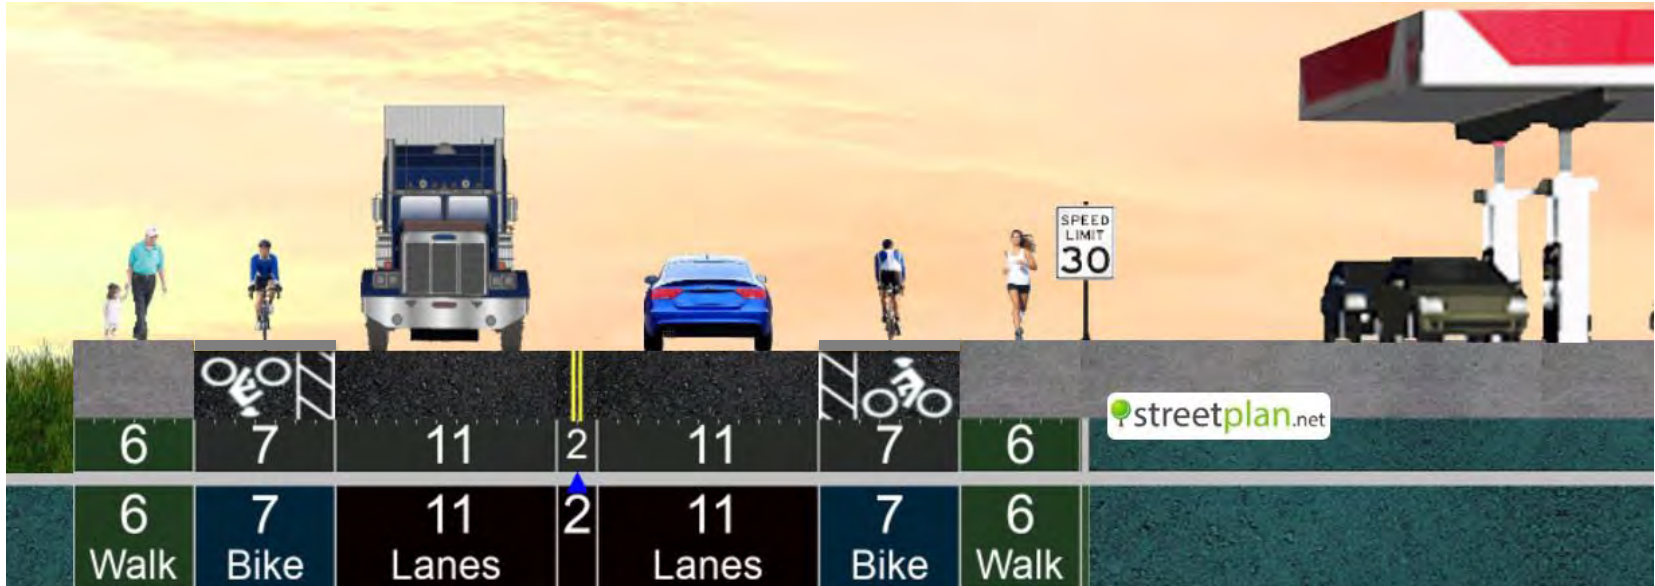 SPEED
LIMIT
30
streetplan.net
6 7 11 2 11 7 6
6 7 11 2 11 7 6
Walk Bike Lanes Lanes Bike Walk